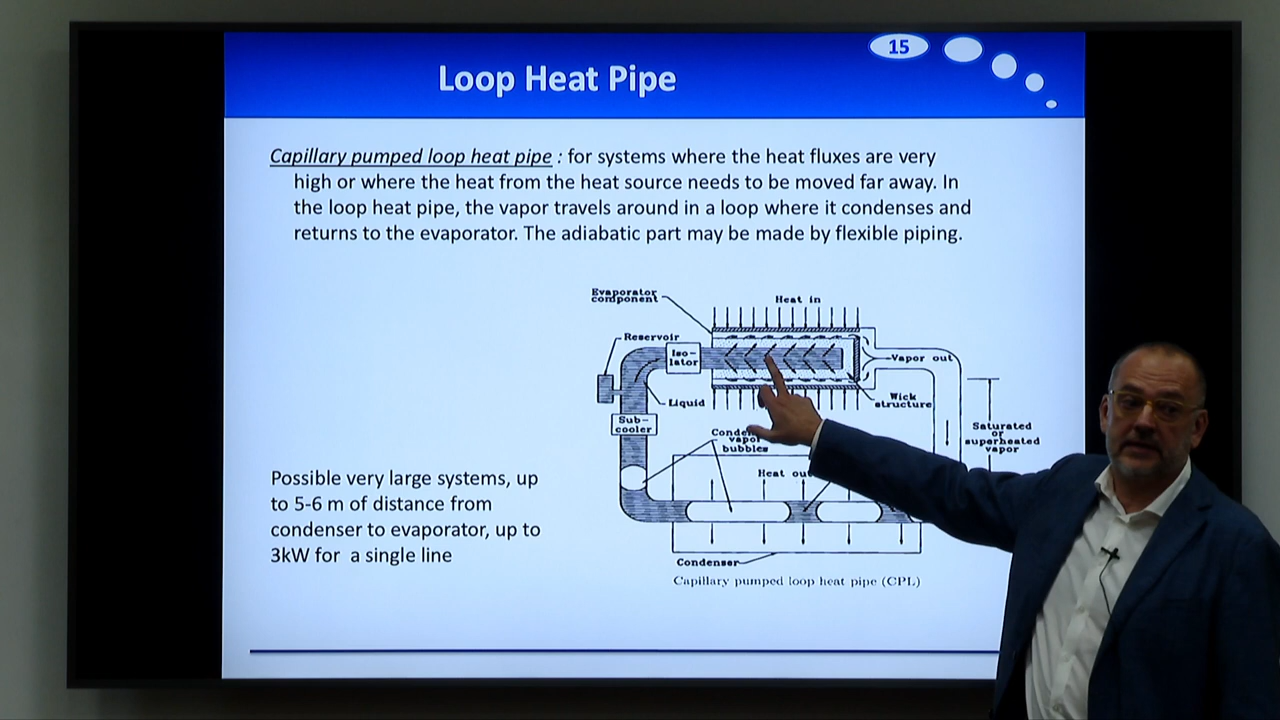 15
Loop Heat Pipe
Capillary pumped loop heat pipe : for systems where the heat fluxes are very
high or where the heat from the heat source needs to be moved far away. In
the loop heat pipe, the vapor travels around in a loop where it condenses and
returns to the evaporator. The adiabatic part may be made by flexible piping.
Evaporator
component
Heat in
Reservoir
Iso-
lator
Vapor out
Liquid
Wick
structure
Sub-
cooler
vapor
bubbles
Saturated
or
superheated
vapor
Heat
Possible very large systems, up
to 5-6 m of distance from
condenser to evaporator, up to
3kW for a single line
Condenser
Capillary pumped loop heat pipe (CPL)